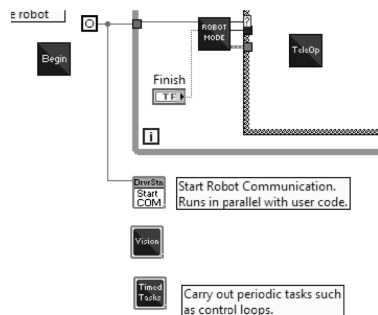 e robot
Begin
ROBOT
MODE
?
TeleOp
Finish
TF
i
DrvrStn
Start
COM
Start Robot Communication.
Runs in parallel with user code.
Vision
Timed
Tasks
Carry out periodic tasks such
as control loops.